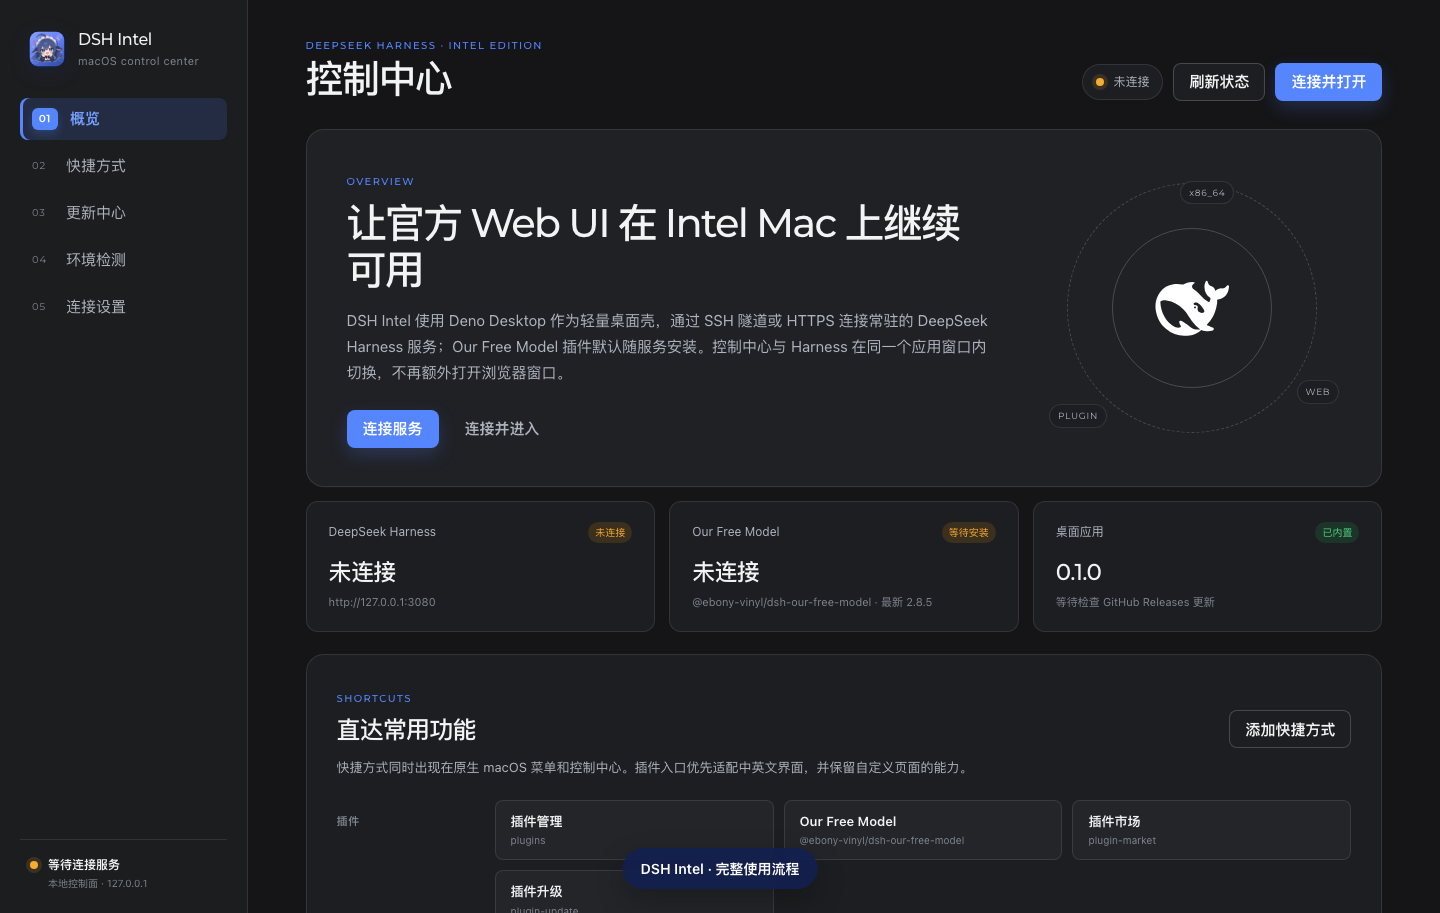 DSH Intel
macOS control center
01 概览
02 快捷方式
03 更新中心
04 环境检测
05 连接设置
等待连接服务
本地控制面 · 127.0.0.1
DEEPSEEK HARNESS · INTEL EDITION
控制中心
未连接
刷新状态
连接并打开
OVERVIEW
让官方 Web UI 在 Intel Mac 上继续
可用
DSH Intel 使用 Deno Desktop 作为轻量桌面壳，通过 SSH 隧道或 HTTPS 连接常驻的 DeepSeek
Harness 服务；Our Free Model 插件默认随服务安装。控制中心与 Harness 在同一个应用窗口内
切换，不再额外打开浏览器窗口。
连接服务
连接并进入
x86_64
WEB
PLUGIN
DeepSeek Harness
未连接
未连接
http://127.0.0.1:3080
Our Free Model
等待安装
未连接
@ebony-vinyl/dsh-our-free-model · 最新 2.8.5
桌面应用
已内置
0.1.0
等待检查 GitHub Releases 更新
SHORTCUTS
直达常用功能
添加快捷方式
快捷方式同时出现在原生 macOS 菜单和控制中心。插件入口优先适配中英文界面，并保留自定义页面的能力。
插件
插件管理
plugins
Our Free Model
@ebony-vinyl/dsh-our-free-model
插件市场
plugin-market
插件升级
plugin-update
DSH Intel · 完整使用流程